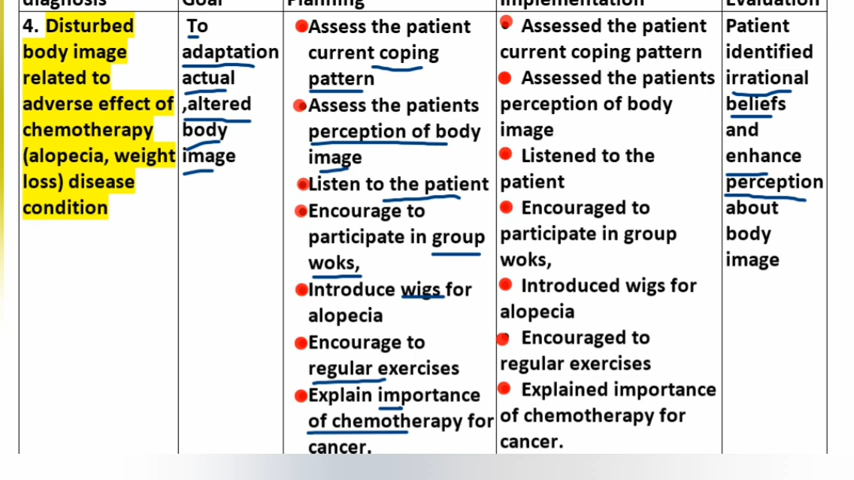 diagnosis Goal Planning Implementation Evaluation
4. Disturbed
body image
related to
adverse effect of
chemotherapy
(alopecia, weight
loss) disease
condition
To
adaptation
actual
,altered
body
image
Assess the patient
current coping
pattern
Assess the patients
perception of body
image
Listen to the patient
Encourage to
participate in group
woks,
Introduce wigs for
alopecia
Encourage to
regular exercises
Explain importance
of chemotherapy for
cancer.
Assessed the patient
current coping pattern
Assessed the patients
perception of body
image
Listened to the
patient
Encouraged to
participate in group
woks,
Introduced wigs for
alopecia
Encouraged to
regular exercises
Explained importance
of chemotherapy for
cancer.
Patient
identified
irrational
beliefs
and
enhance
perception
about
body
image